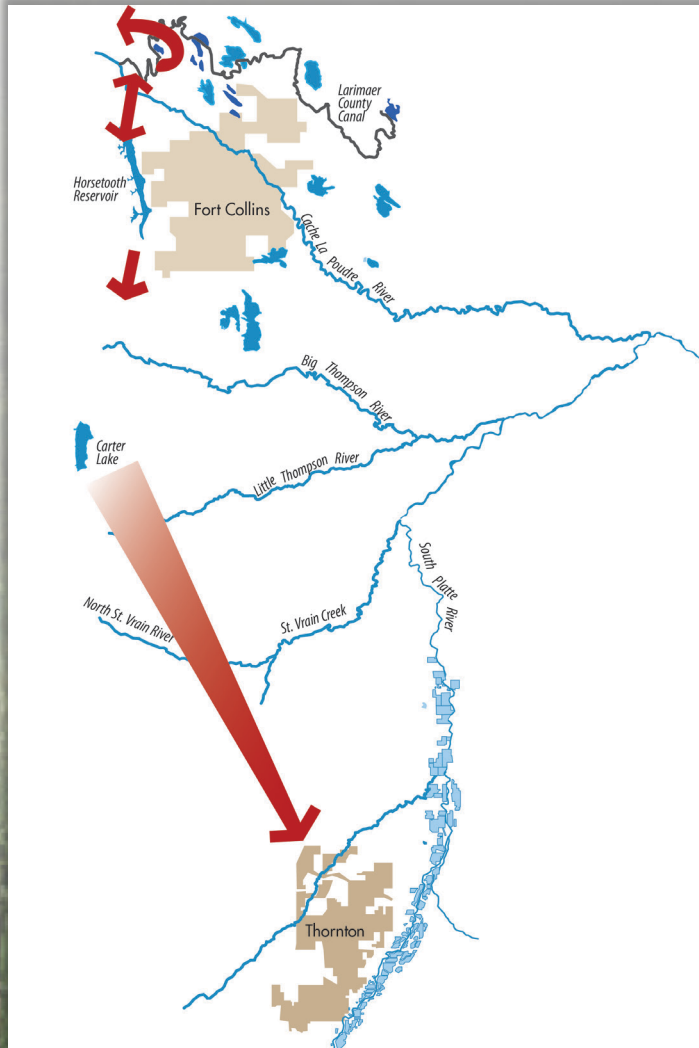 Larimaer
County
Canal
Horsetooth
Reservoir
Fort Collins
Cache La Poudre River
Big Thompson River
Carter
Lake
Little Thompson River
South Platte River
North St. Vrain River
St. Vrain Creek
Thornton